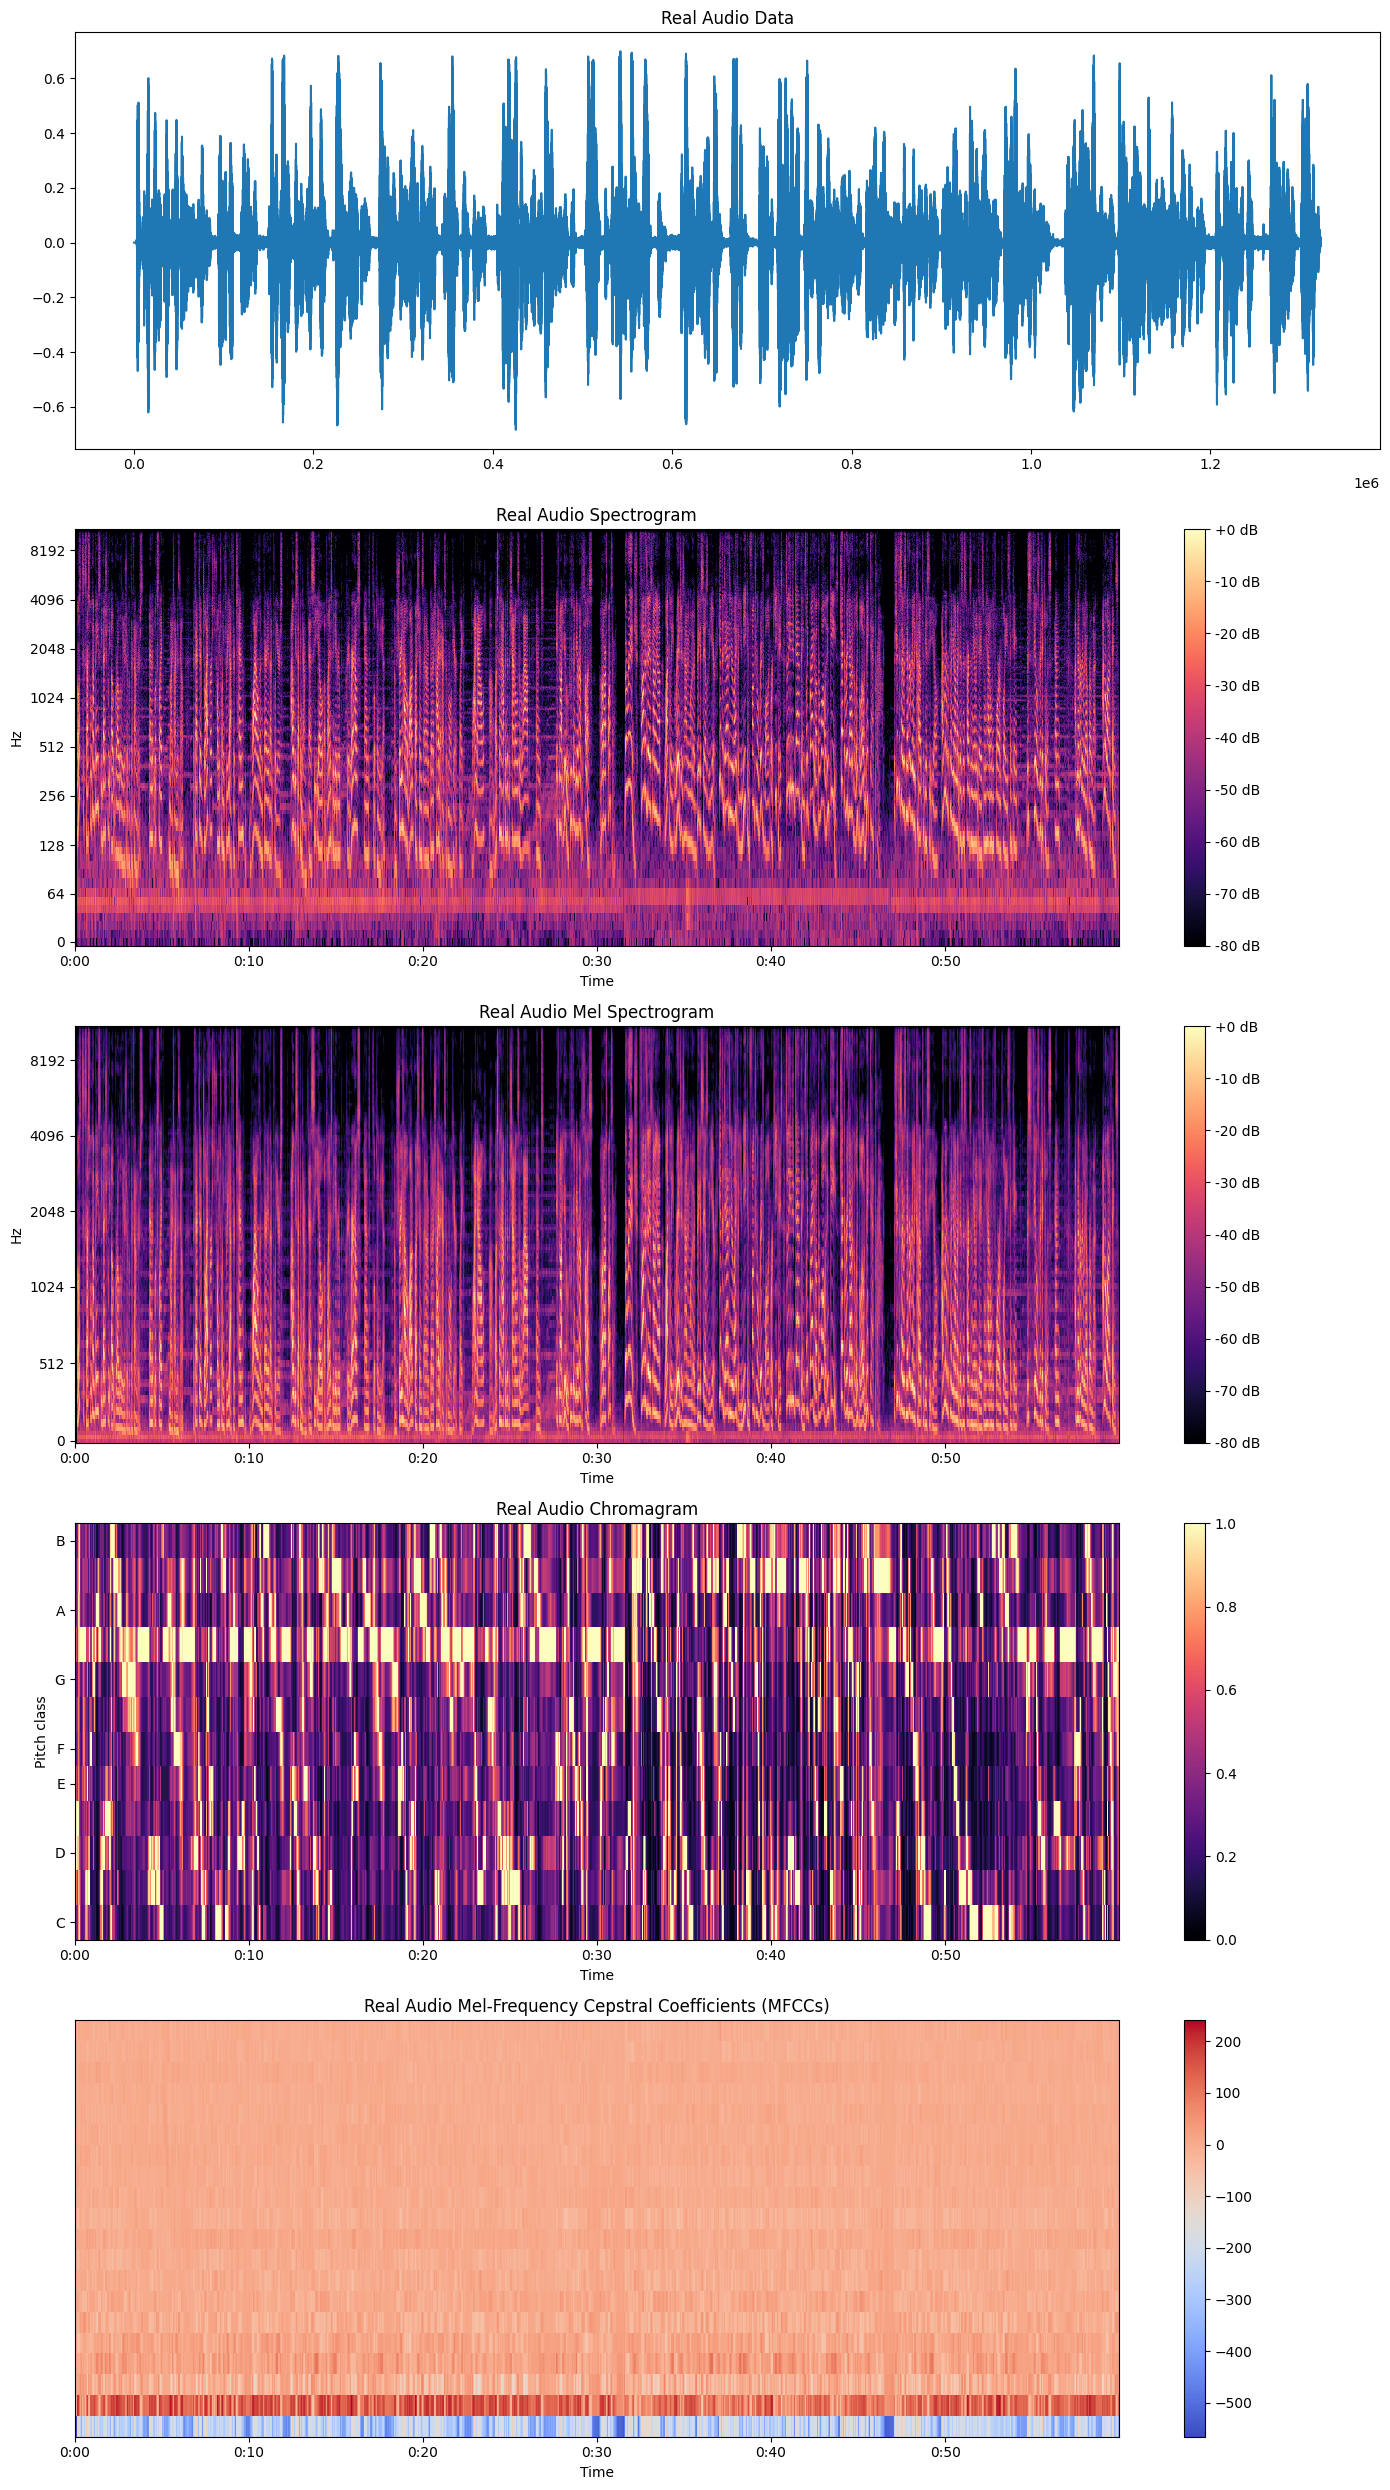 Real Audio Data
0.6
0.4
0.2
0.0
−0.2
−0.4
−0.6
0.0 0.2 0.4 0.6 0.8 1.0 1.2
1e6
Real Audio Spectrogram
8192
4096
2048
1024
512
256
128
64
0
Hz
0:00 0:10 0:20 0:30 0:40 0:50
Time
+0 dB
-10 dB
-20 dB
-30 dB
-40 dB
-50 dB
-60 dB
-70 dB
-80 dB
Real Audio Mel Spectrogram
8192
4096
2048
1024
512
0
Hz
0:00 0:10 0:20 0:30 0:40 0:50
Time
+0 dB
-10 dB
-20 dB
-30 dB
-40 dB
-50 dB
-60 dB
-70 dB
-80 dB
Real Audio Chromagram
B
A
G
F
E
D
C
Pitch class
0:00 0:10 0:20 0:30 0:40 0:50
Time
1.0
0.8
0.6
0.4
0.2
0.0
Real Audio Mel-Frequency Cepstral Coefficients (MFCCs)
0:00 0:10 0:20 0:30 0:40 0:50
Time
200
100
0
−100
−200
−300
−400
−500